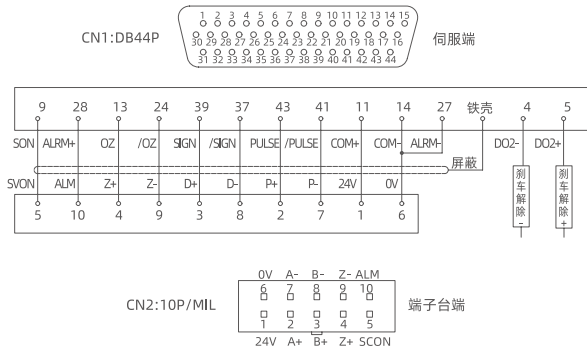 1 2 3 4 5 6 7 8 9 10 11 12 13 14 15
CN1:DB44P
30 29 28 27 26 25 24 23 22 21 20 19 18 17 16
伺服端
31 32 33 34 35 36 37 38 39 40 41 42 43 44
9 28 13 24 39 37 43 41 11 14 27 铁壳 4 5
SON ALRM+ OZ /OZ SIGN /SIGN PULSE /PULSE COM+ COM- ALRM- DO2- DO2+
屏蔽
SVON ALM Z+ Z- D+ D- P+ P- 24V 0V
刹车解除-
刹车解除+
5 10 4 9 3 8 2 7 1 6
0V A- B- Z- ALM
6 7 8 9 10
CN2:10P/MIL
端子台端
1 2 3 4 5
24V A+ B+ Z+ SCON